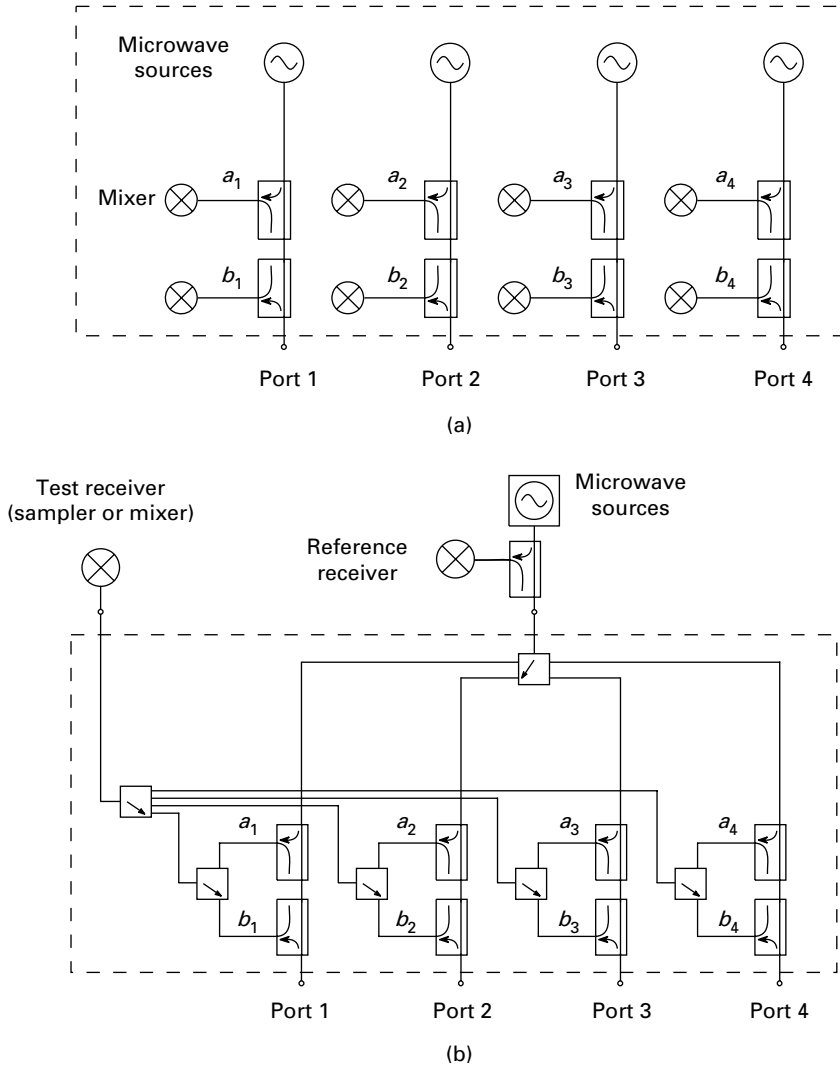 Microwave
sources
Mixer
a1 a2 a3 a4
b1 b2 b3 b4
Port 1 Port 2 Port 3 Port 4
(a)
Test receiver
(sampler or mixer)
Microwave
sources
Reference
receiver
a1 a2 a3 a4
b1 b2 b3 b4
Port 1 Port 2 Port 3 Port 4
(b)